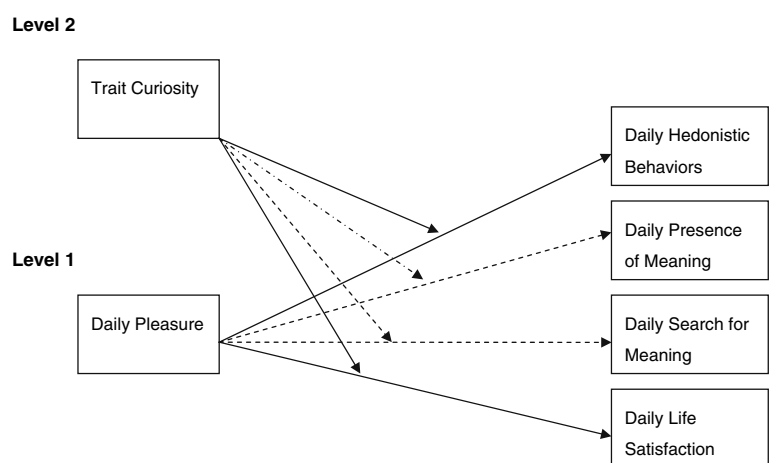 Level 2
Trait Curiosity
Daily Hedonistic
Behaviors
Daily Presence
of Meaning
Level 1
Daily Pleasure
Daily Search for
Meaning
Daily Life
Satisfaction